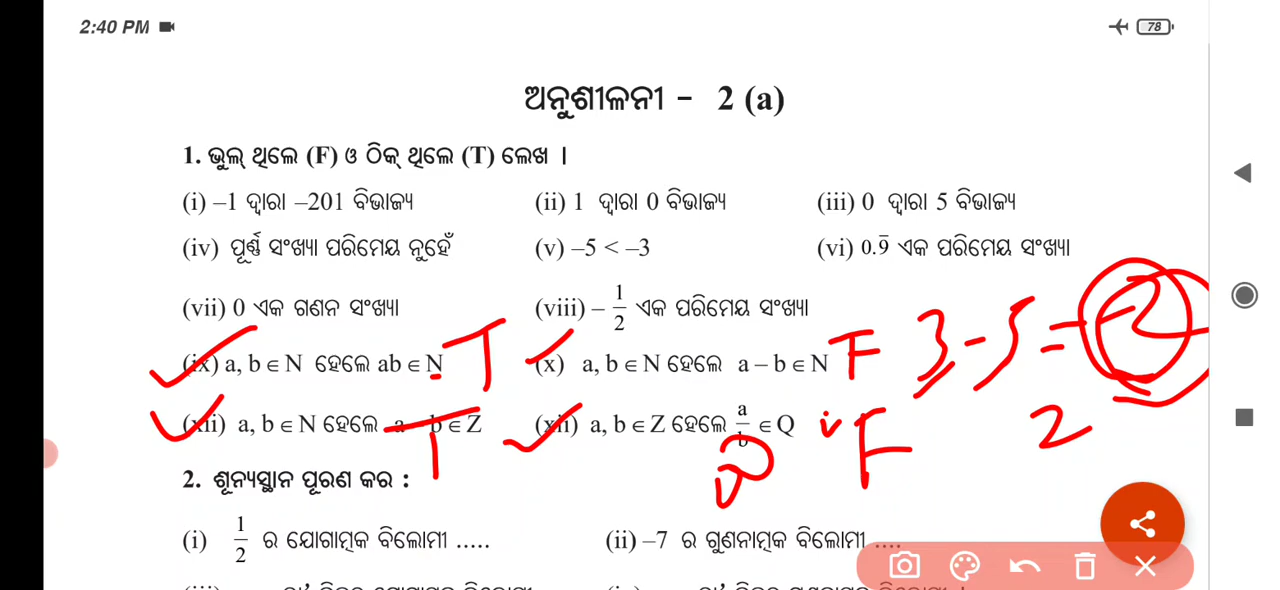 2:40 PM 78
ଅନୁଶୀଳନୀ - 2 (a)
1. ଭୁଲ୍ ଥିଲେ (F) ଓ ଠିକ୍ ଥିଲେ (T) ଲେଖ ।
(i) –1 ଦ୍ୱାରା –201 ବିଭାଜ୍ୟ (ii) 1 ଦ୍ୱାରା 0 ବିଭାଜ୍ୟ (iii) 0 ଦ୍ୱାରା 5 ବିଭାଜ୍ୟ
(iv) ପୂର୍ଣ୍ଣ ସଂଖ୍ୟା ପରିମେୟ ନୁହେଁ (v) –5 < –3 (vi) 0.9̅ ଏକ ପରିମେୟ ସଂଖ୍ୟା
(vii) 0 ଏକ ଗଣନ ସଂଖ୍ୟା (viii) – 1/2 ଏକ ପରିମେୟ ସଂଖ୍ୟା
(ix) a, b ∈ N ହେଲେ ab ∈ N T (x) a, b ∈ N ହେଲେ a – b ∈ N F 3 - 5 = -2
(xii) a, b ∈ N ହେଲେ a b ∈ Z T (xii) a, b ∈ Z ହେଲେ a/b ∈ Q F 2
2. ଶୂନ୍ୟସ୍ଥାନ ପୂରଣ କର :
(i) 1/2 ର ଯୋଗାତ୍ମକ ବିଲୋମୀ ..... (ii) –7 ର ଗୁଣନାତ୍ମକ ବିଲୋମୀ ....